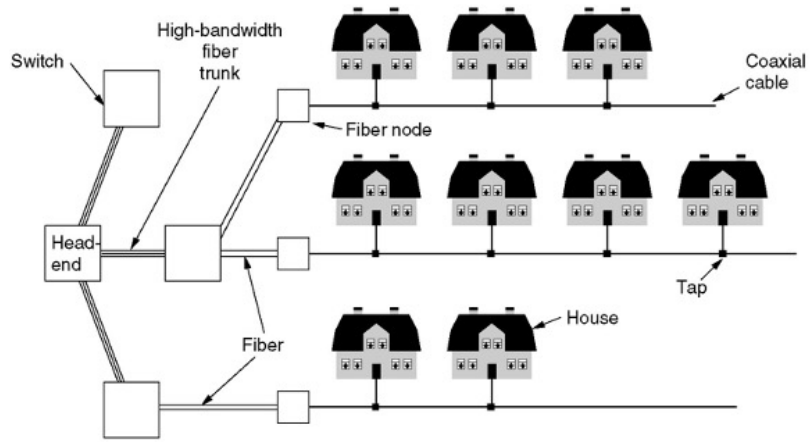 High-bandwidth
fiber
trunk
Switch
Coaxial
cable
Fiber node
Head-
end
Tap
House
Fiber